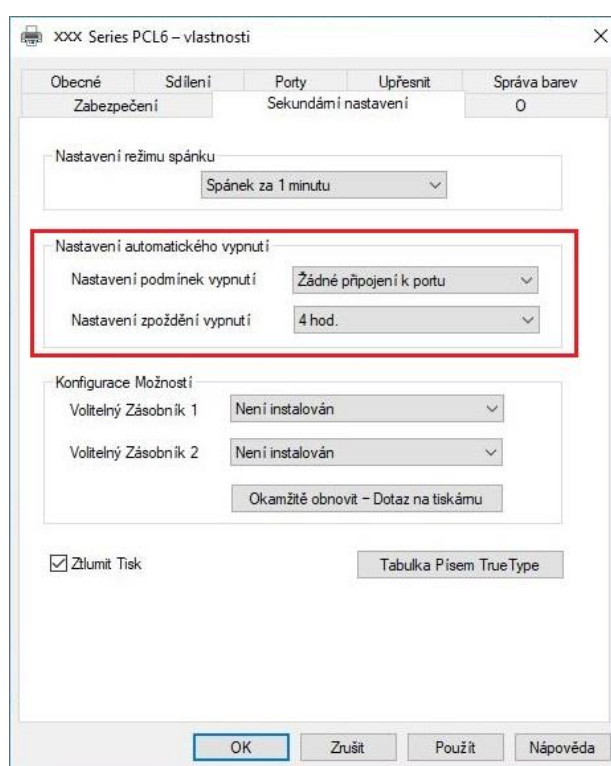 XXX Series PCL6 – vlastnosti
Obecné Sdílení Porty Upřesnit Správa barev
Zabezpečení Sekundární nastavení O
Nastavení režimu spánku
Spánek za 1 minutu
Nastavení automatického vypnutí
Nastavení podmínek vypnutí Žádné připojení k portu
Nastavení zpoždění vypnutí 4 hod.
Konfigurace Možností
Volitelný Zásobník 1 Není instalován
Volitelný Zásobník 2 Není instalován
Okamžitě obnovit – Dotaz na tiskárnu
Ztlumit Tisk Tabulka Písem TrueType
OK Zrušit Použít Nápověda